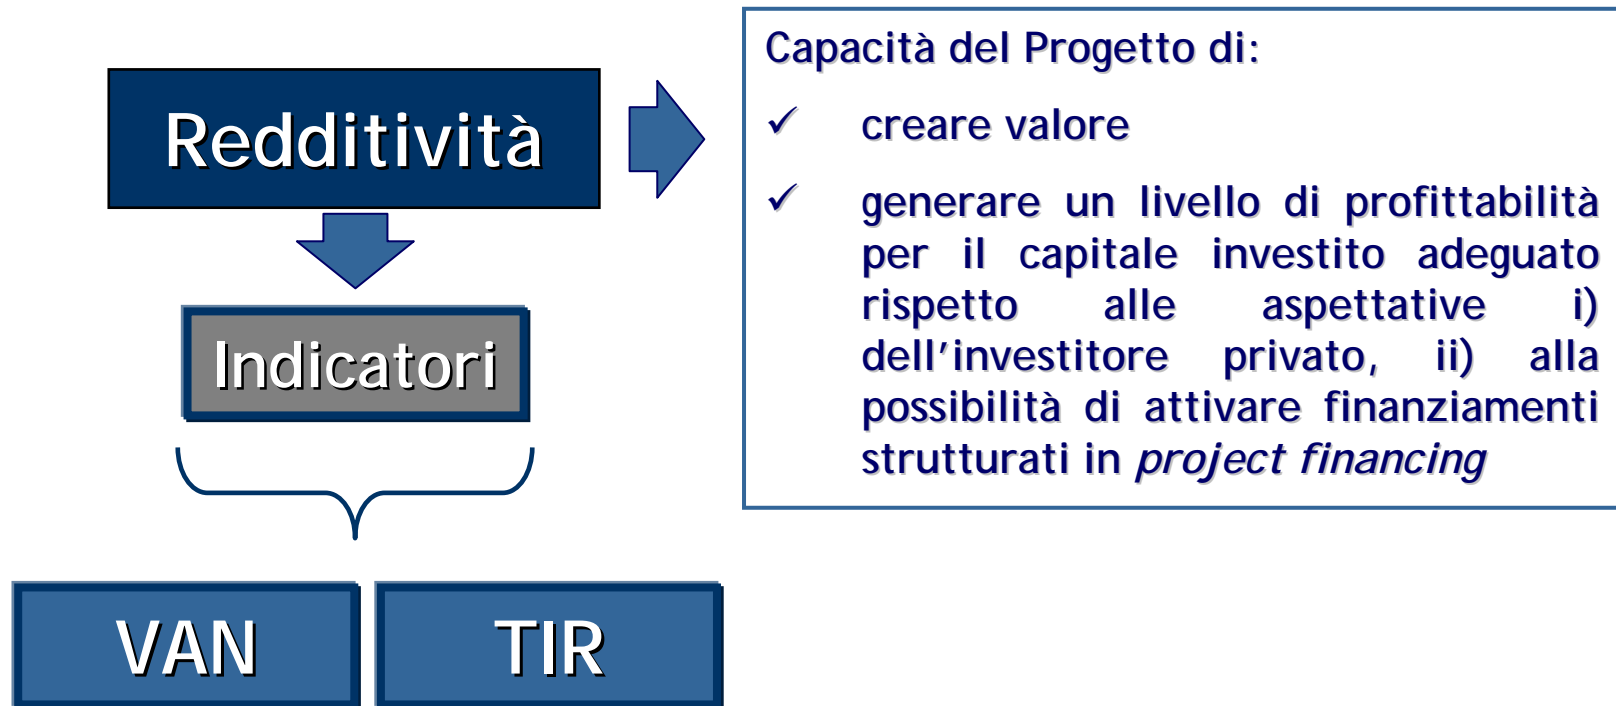 Redditività
Indicatori
VAN
TIR
Capacità del Progetto di:
✓ creare valore
✓ generare un livello di profittabilità
per il capitale investito adeguato
rispetto alle aspettative i)
dell'investitore privato, ii) alla
possibilità di attivare finanziamenti
strutturati in project financing